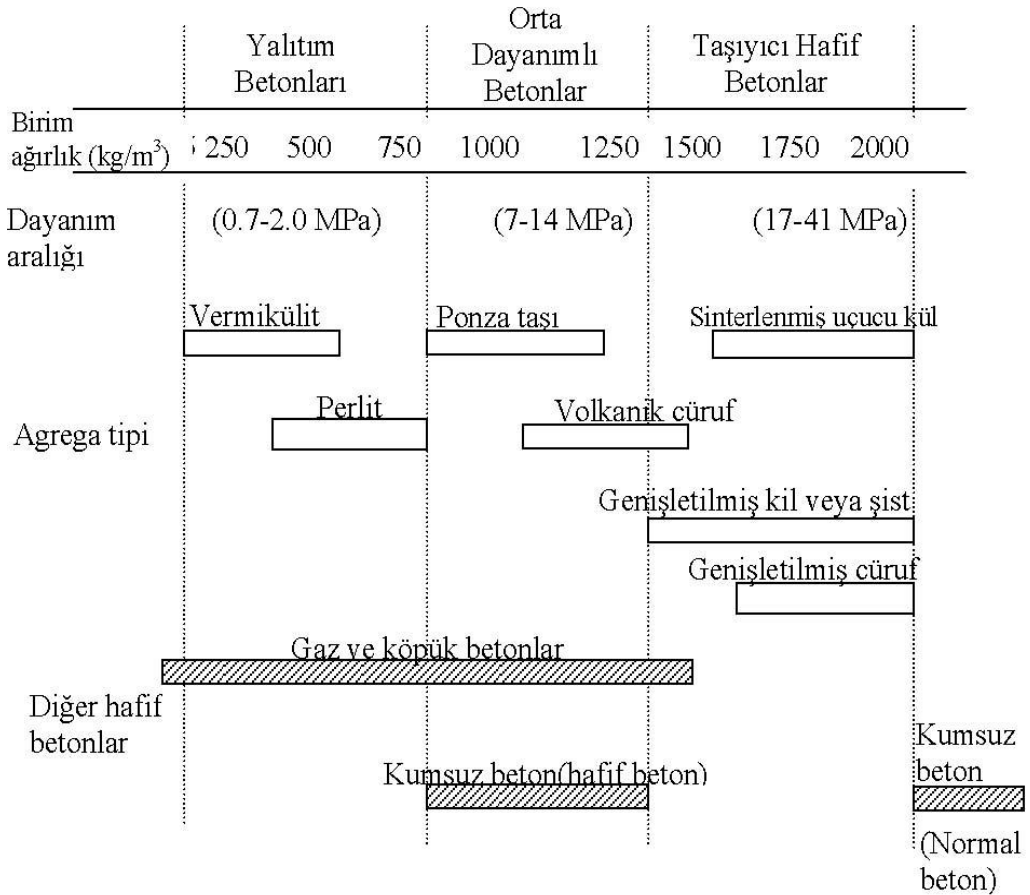 Yalıtım
Betonları
Orta
Dayanımlı
Betonlar
Taşıyıcı Hafif
Betonlar
Birim
ağırlık (kg/m³)
250 500 750 1000 1250 1500 1750 2000
Dayanım
aralığı
(0.7-2.0 MPa) (7-14 MPa) (17-41 MPa)
Vermikülit
Ponza taşı
Sinterlenmiş uçucu kül
Agrega tipi
Perlit
Volkanik cüruf
Genişletilmiş kil veya şist
Genişletilmiş cüruf
Gaz ve köpük betonlar
Diğer hafif
betonlar
Kumsuz beton(hafif beton)
Kumsuz
beton
(Normal
beton)